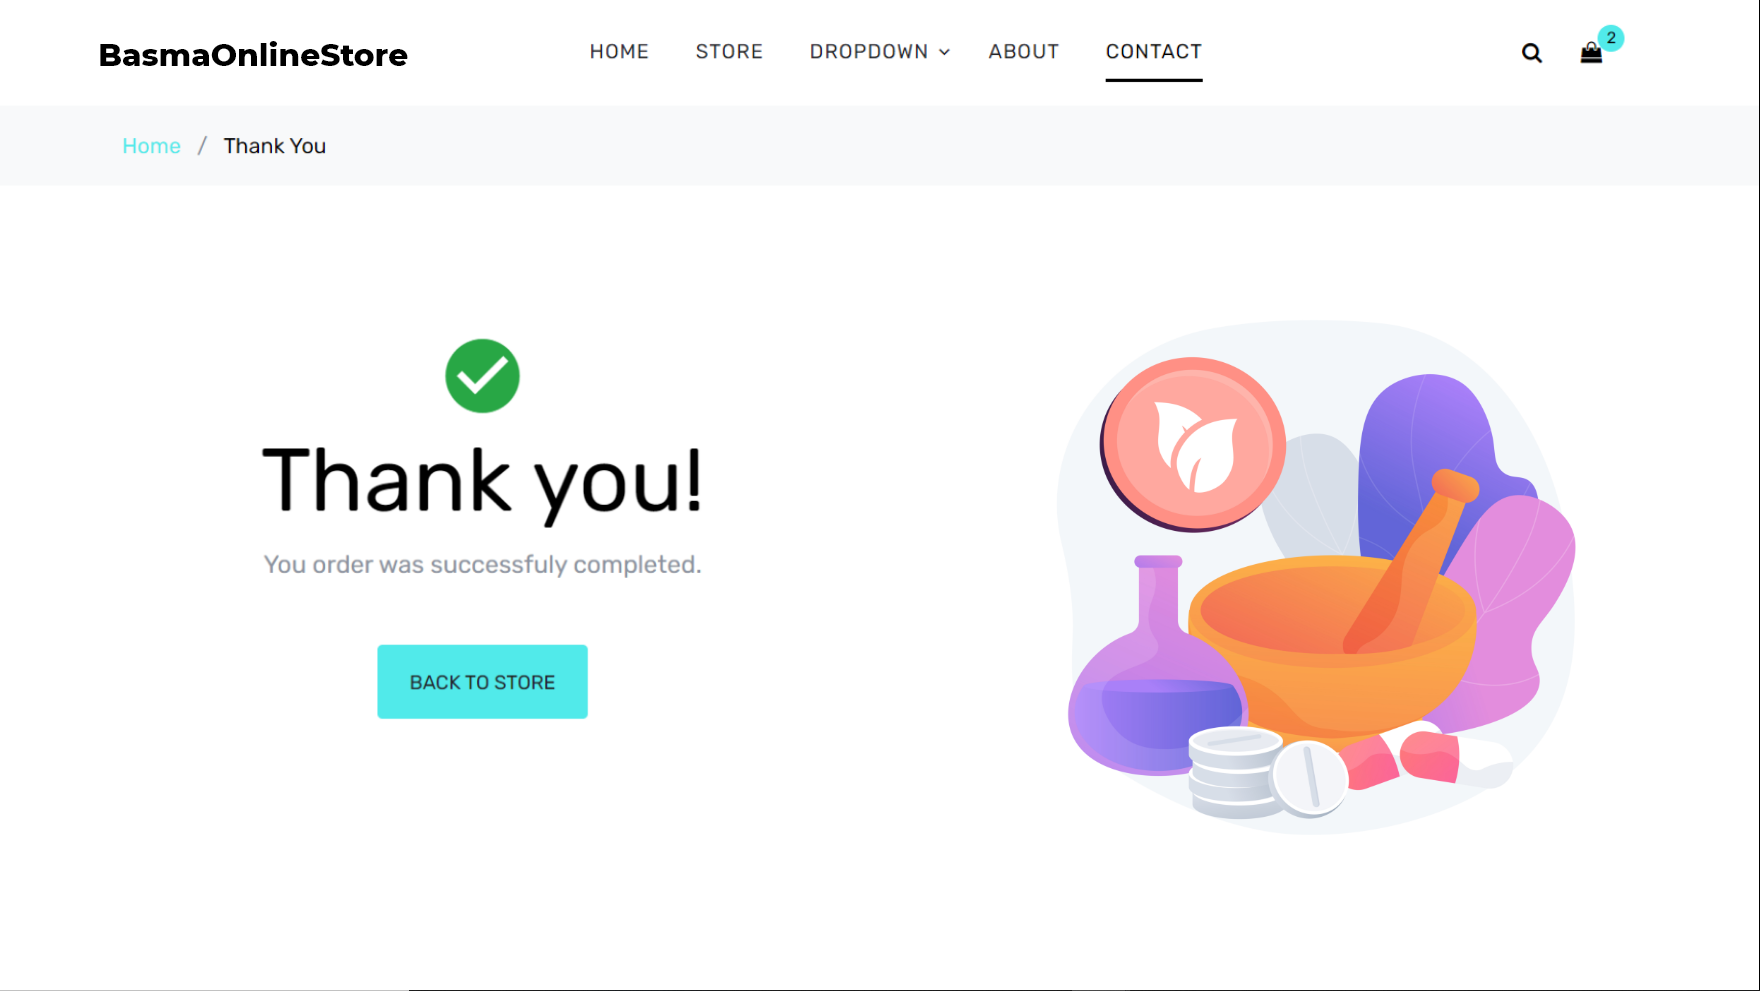 BasmaOnlineStore
HOME STORE DROPDOWN ABOUT CONTACT
2
Home / Thank You
Thank you!
You order was successfuly completed.
BACK TO STORE